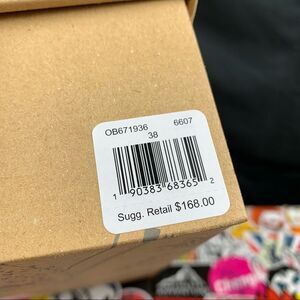 OB671936 6607
38
1 90383 68365 2
Sugg. Retail $168.00